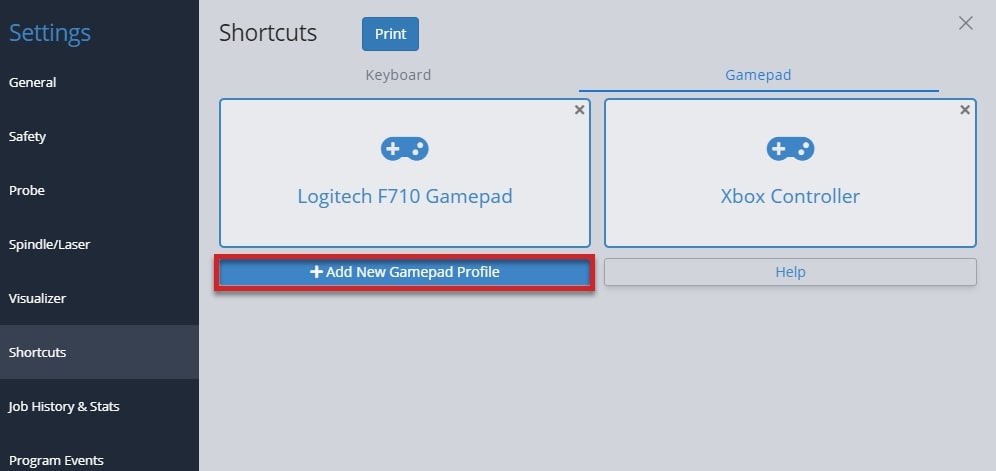 Settings
General
Safety
Probe
Spindle/Laser
Visualizer
Shortcuts
Job History & Stats
Program Events
Shortcuts
Print
Keyboard
Gamepad
Logitech F710 Gamepad
Xbox Controller
Add New Gamepad Profile
Help